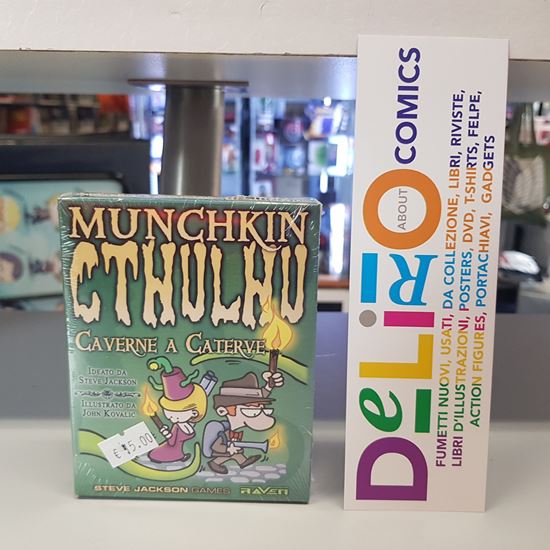 MUNCHKIN
CTHULHU
CAVERNE A CATERVE
IDEATO DA
STEVE JACKSON
ILLUSTRATO DA
JOHN KOVALIC
€ 15.00
STEVE JACKSON GAMES
RAVEN
DeLiRiO
ABOUT
COMICS
FUMETTI NUOVI, USATI, DA COLLEZIONE, LIBRI, RIVISTE,
LIBRI D'ILLUSTRAZIONI, POSTERS, DVD, T-SHIRTS, FELPE,
ACTION FIGURES, PORTACHIAVI, GADGETS